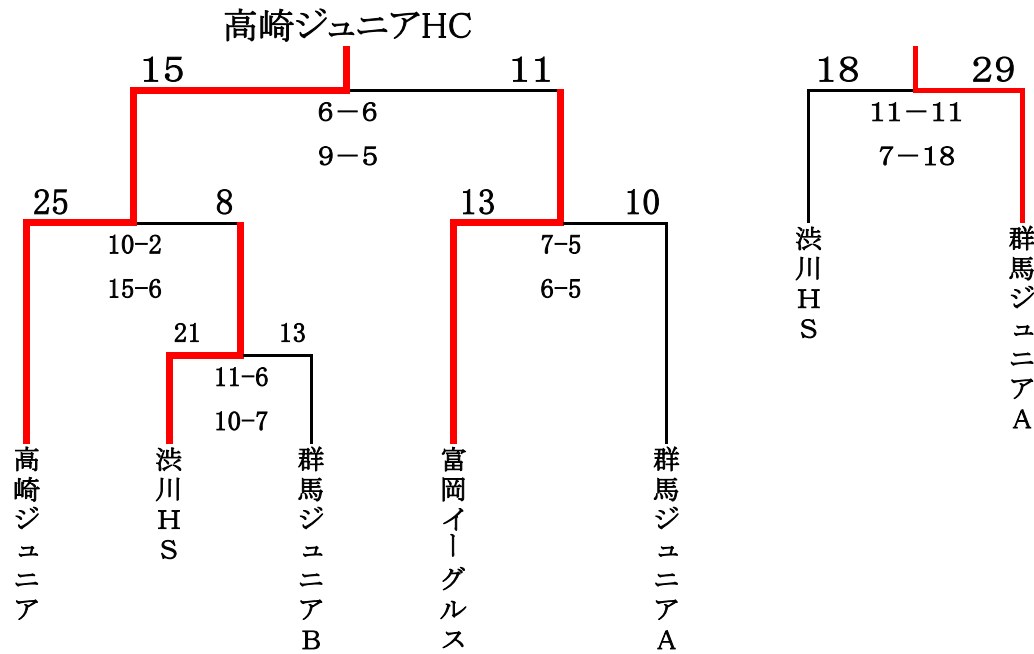 高崎ジュニアHC
15 11
6－6
9－5
25 8
10-2
15-6
13 10
7-5
6-5
21 13
11-6
10-7
高崎ジュニア
渋川HS
群馬ジュニアB
富岡イーグルス
群馬ジュニアA
18 29
11－11
7－18
渋川HS
群馬ジュニアA